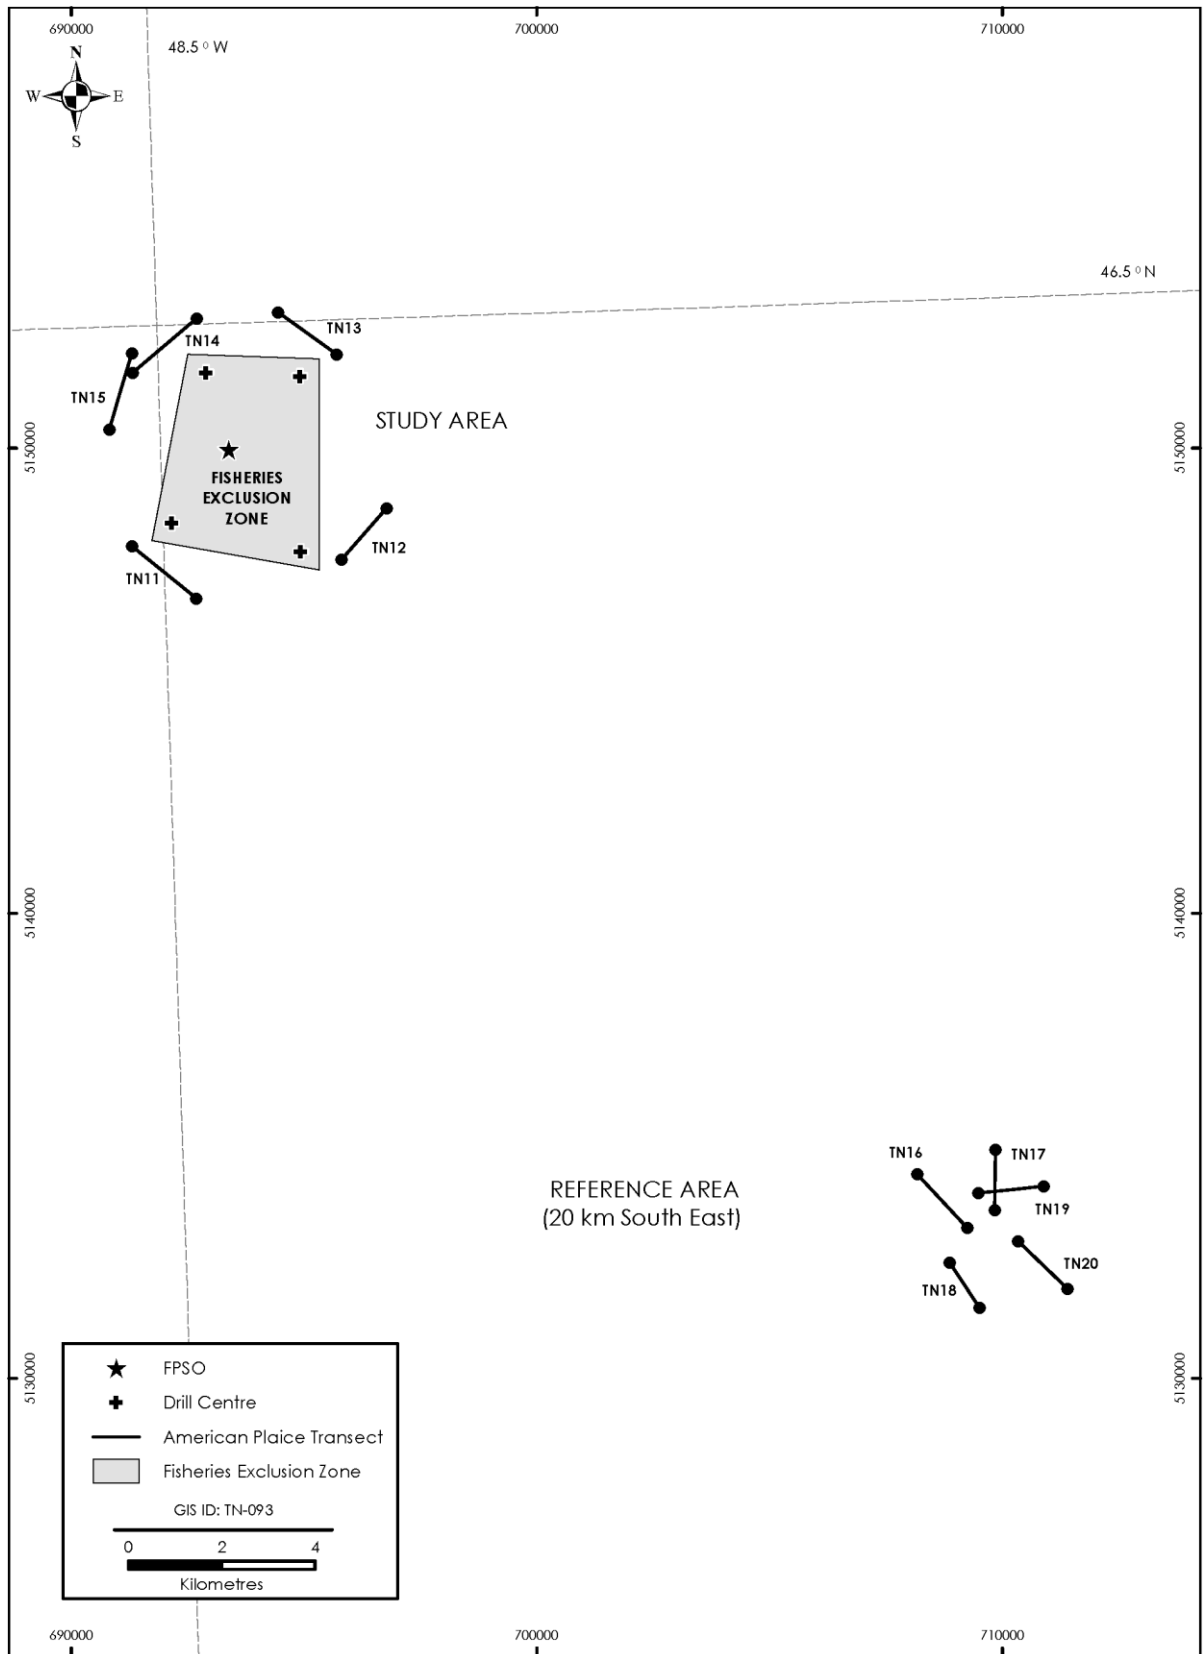 690000
700000
710000
48.5 ⁰ W
N
W E
S
46.5 ⁰ N
TN13
TN14
TN15
STUDY AREA
5150000
5150000
FISHERIES
EXCLUSION
ZONE
TN12
TN11
5140000
5140000
TN16
TN17
REFERENCE AREA
(20 km South East)
TN19
TN20
TN18
5130000
5130000
FPSO
Drill Centre
American Plaice Transect
Fisheries Exclusion Zone
GIS ID: TN-093
0 2 4
Kilometres
690000
700000
710000